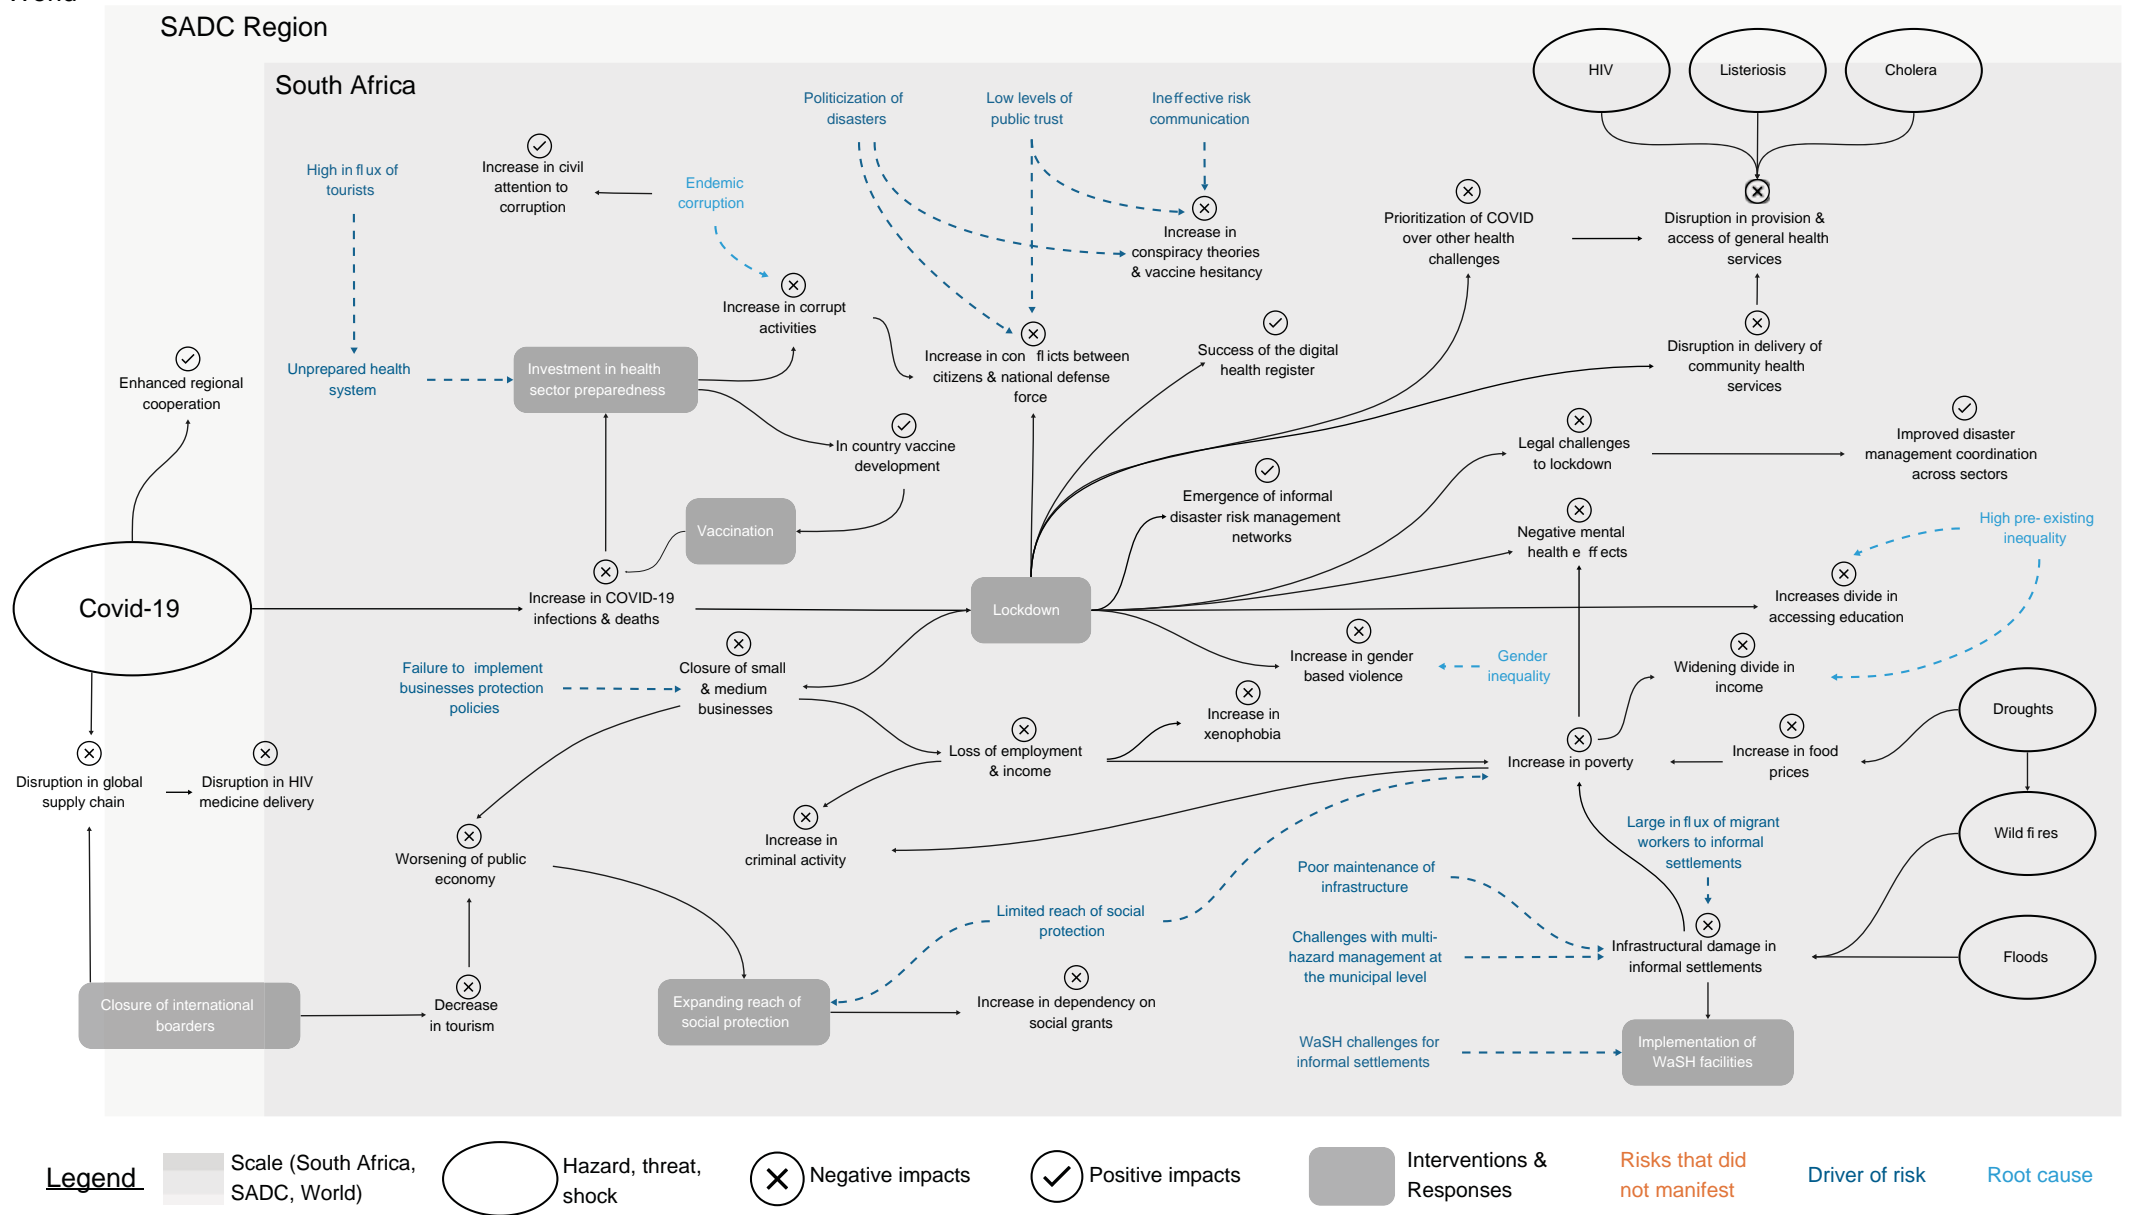 World
SADC Region
South Africa
HIV
Listeriosis
Cholera
Politicization of
disasters
Low levels of
public trust
Ineffective risk
communication
High influx of
tourists
Increase in civil
attention to
corruption
Endemic
corruption
Increase in
conspiracy theories
& vaccine hesitancy
Prioritization of COVID
over other health
challenges
Disruption in provision &
access of general health
services
Increase in corrupt
activities
Unprepared health
system
Investment in health
sector preparedness
Increase in conflicts between
citizens & national defense
force
Success of the digital
health register
Disruption in delivery of
community health
services
Enhanced regional
cooperation
In country vaccine
development
Legal challenges
to lockdown
Improved disaster
management coordination
across sectors
Vaccination
Emergence of informal
disaster risk management
networks
Negative mental
health effects
High pre-existing
inequality
Covid-19
Increase in COVID-19
infections & deaths
Lockdown
Increases divide in
accessing education
Failure to implement
businesses protection
policies
Closure of small
& medium
businesses
Increase in gender
based violence
Gender
inequality
Widening divide in
income
Increase in
xenophobia
Droughts
Disruption in global
supply chain
Disruption in HIV
medicine delivery
Loss of employment
& income
Increase in poverty
Increase in food
prices
Increase in
criminal activity
Large influx of migrant
workers to informal
settlements
Wildfires
Worsening of public
economy
Poor maintenance of
infrastructure
Limited reach of social
protection
Challenges with multi-
hazard management at
the municipal level
Infrastructural damage in
informal settlements
Floods
Closure of international
boarders
Decrease
in tourism
Expanding reach of
social protection
Increase in dependency on
social grants
WaSH challenges for
informal settlements
Implementation of
WaSH facilities
Legend
Scale (South Africa,
SADC, World)
Hazard, threat,
shock
Negative impacts
Positive impacts
Interventions &
Responses
Risks that did
not manifest
Driver of risk
Root cause